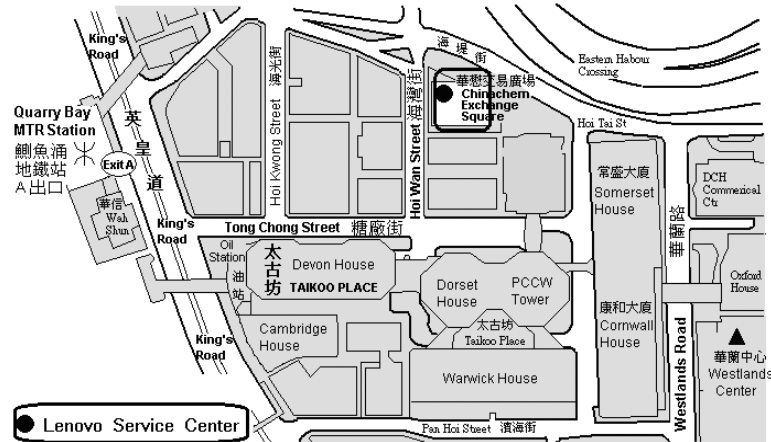 King's
Road
King's
Road
海堤街
Eastern Habour
Crossing
Hoi Kwong Street 海光街
Hoi Wan Street 海灣街
華懋交易廣場
Chinachem
Exchange
Square
Quarry Bay
MTR Station
鰂魚涌
地鐵站
A出口
Exit A
英皇道
Hoi Tai St
常盛大廈
Somerset
House
DCH
Commerical
Ctr
華信
Wah
Shun
King's
Road
Tong Chong Street 糖廠街
華蘭路
Oil
Station
油站
太古坊
Devon House
TAIKOO PLACE
Dorset
House
PCCW
Tower
Oxford
House
康和大廈
Cornwall
House
太古坊
Taikoo Place
Cambridge
House
King's
Road
Warwick House
Westlands Road
華蘭中心
Westlands
Center
Lenovo Service Center
Pan Hoi Street 濱海街